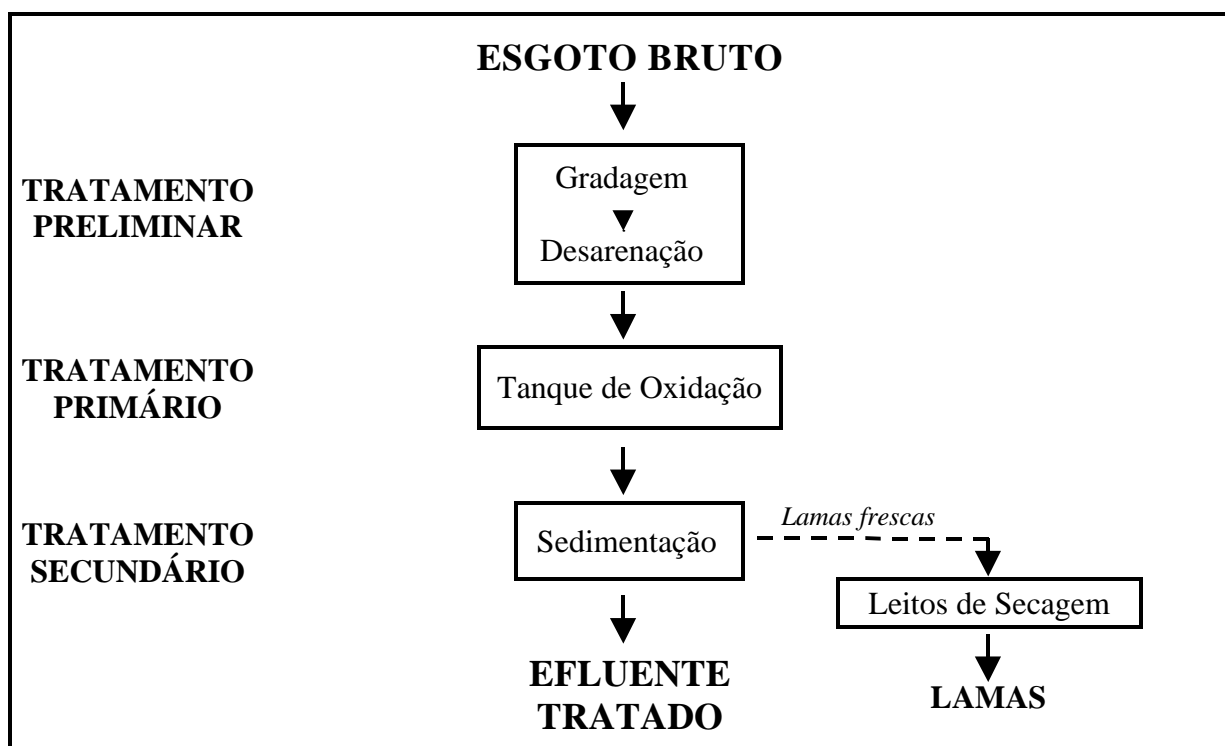 ESGOTO BRUTO
TRATAMENTO
PRELIMINAR
Gradagem
Desarenação
TRATAMENTO
PRIMÁRIO
Tanque de Oxidação
TRATAMENTO
SECUNDÁRIO
Sedimentação
Lamas frescas
Leitos de Secagem
EFLUENTE
TRATADO
LAMAS